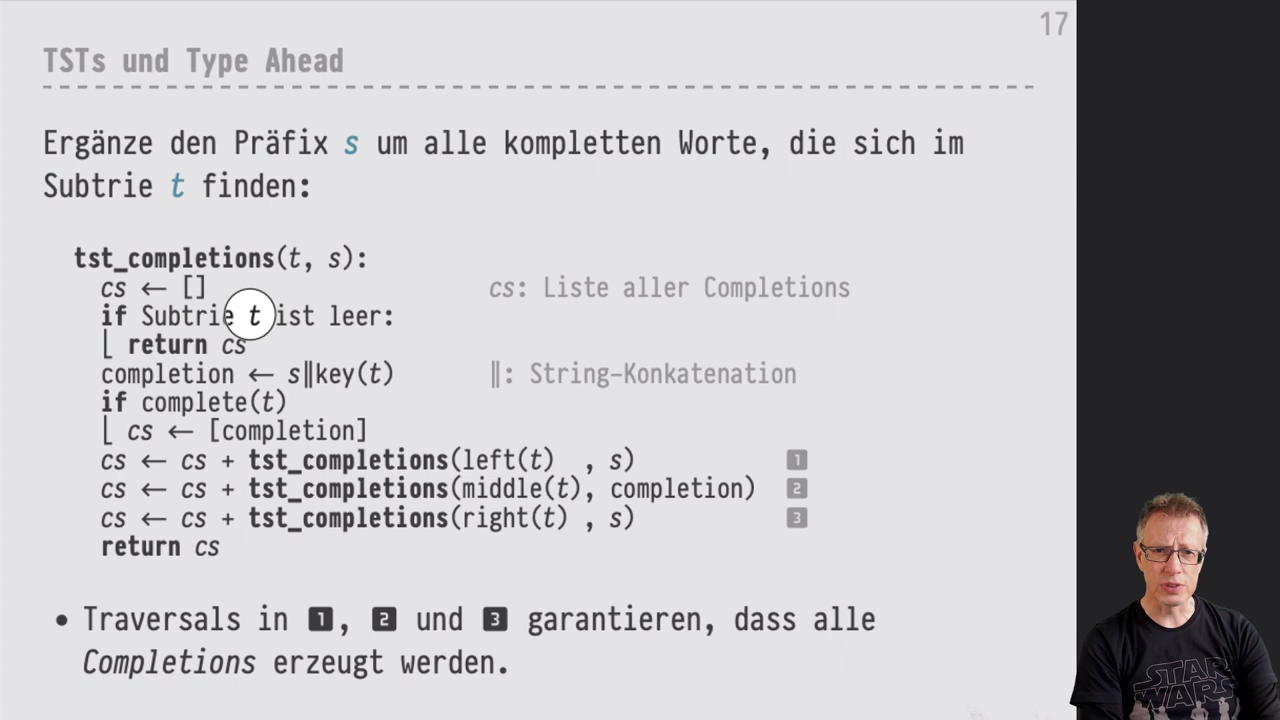 17
TSTs und Type Ahead
Ergänze den Präfix s um alle kompletten Worte, die sich im
Subtrie t finden:
tst_completions(t, s):
cs ← [] cs: Liste aller Completions
if Subtrie t ist leer:
⎣ return cs
completion ← s‖key(t) ‖: String-Konkatenation
if complete(t)
⎣ cs ← [completion]
cs ← cs + tst_completions(left(t) , s) 1
cs ← cs + tst_completions(middle(t), completion) 2
cs ← cs + tst_completions(right(t) , s) 3
return cs
• Traversals in 1, 2 und 3 garantieren, dass alle
Completions erzeugt werden.
STAR
WARS